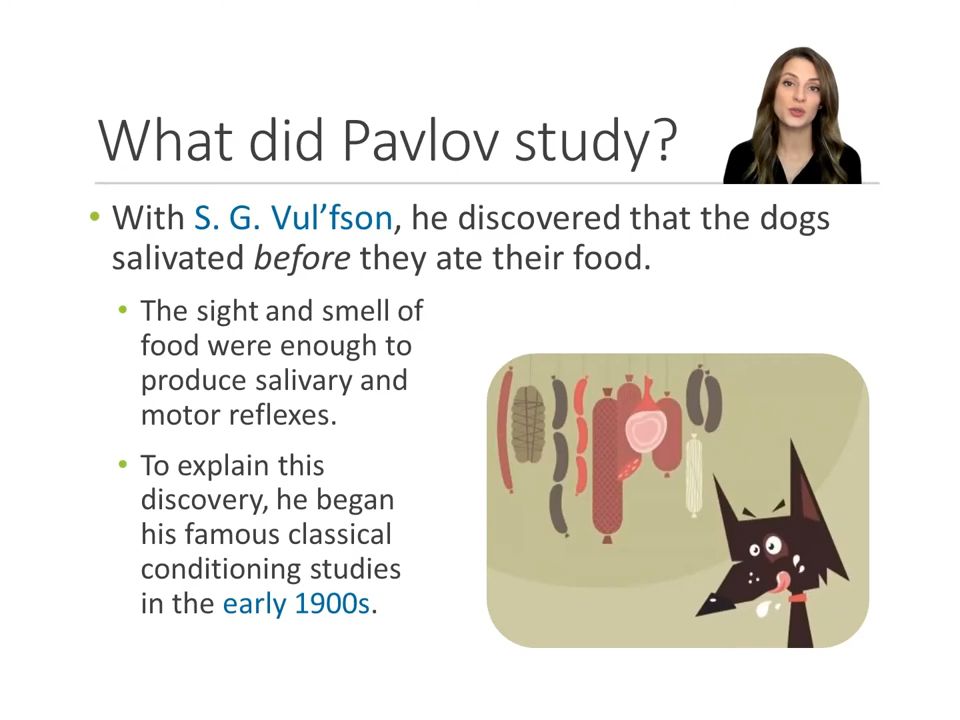 What did Pavlov study?
• With S. G. Vul’fson, he discovered that the dogs
salivated before they ate their food.
• The sight and smell of
food were enough to
produce salivary and
motor reflexes.
• To explain this
discovery, he began
his famous classical
conditioning studies
in the early 1900s.